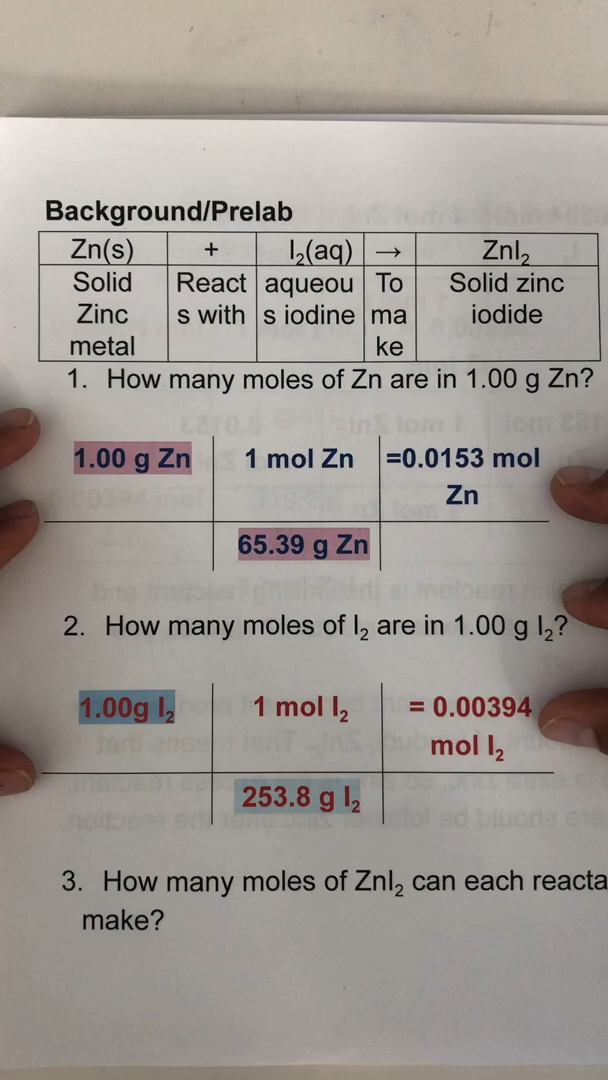 Background/Prelab
Zn(s) + I₂(aq) → ZnI₂
Solid React aqueou To Solid zinc
Zinc s with s iodine ma iodide
metal ke
1. How many moles of Zn are in 1.00 g Zn?
1.00 g Zn 1 mol Zn =0.0153 mol
Zn
65.39 g Zn
2. How many moles of I₂ are in 1.00 g I₂?
1.00g I₂ 1 mol I₂ = 0.00394
mol I₂
253.8 g I₂
3. How many moles of ZnI₂ can each reacta
make?